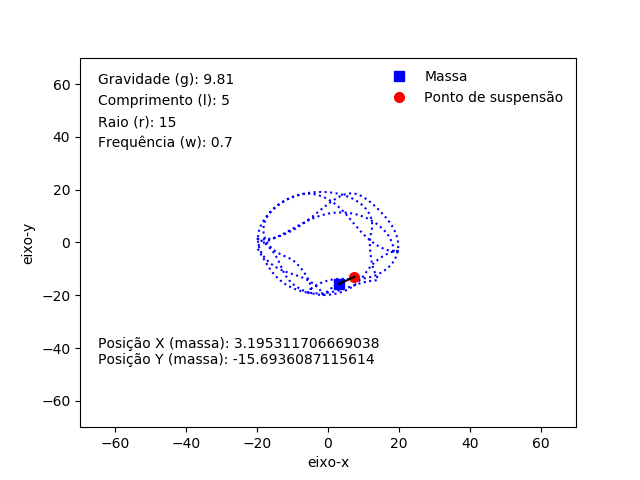 Gravidade (g): 9.81
Comprimento (l): 5
Raio (r): 15
Frequência (w): 0.7
Massa
Ponto de suspensão
60
40
20
0
−20
−40
−60
eixo-y
Posição X (massa): 3.195311706669038
Posição Y (massa): -15.6936087115614
−60
−40
−20
0
20
40
60
eixo-x